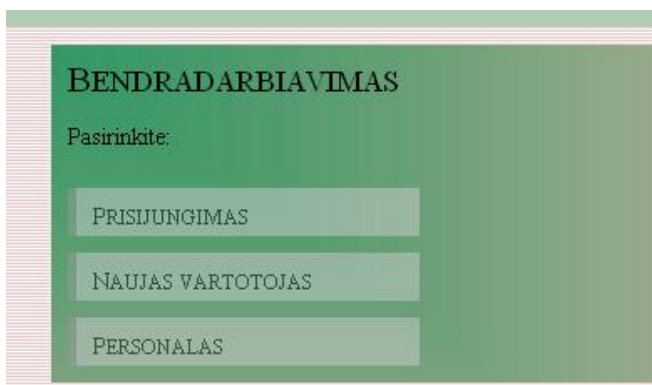 Bendradarbiavimas
Pasirinkite:
Prisijungimas
Naujas vartotojas
Personalas